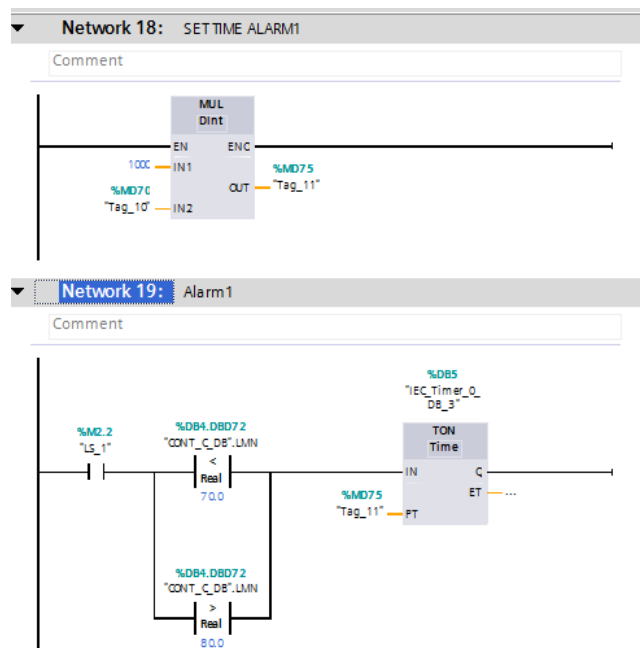 Network 18: SET TIME ALARM1
Comment
MUL
Dint
EN ENC
1000 IN1
%MD75
OUT "Tag_11"
%MD70
"Tag_10" IN2
Network 19: Alarm1
Comment
%DB5
"IEC_Timer_0_
DB_3"
%M2.2
"LS_1"
%DB4.DBD72
"CONT_C_DB".LMN
<
Real
70.0
TON
Time
IN Q
%MD75
"Tag_11" PT
ET ...
%DB4.DBD72
"CONT_C_DB".LMN
>
Real
80.0